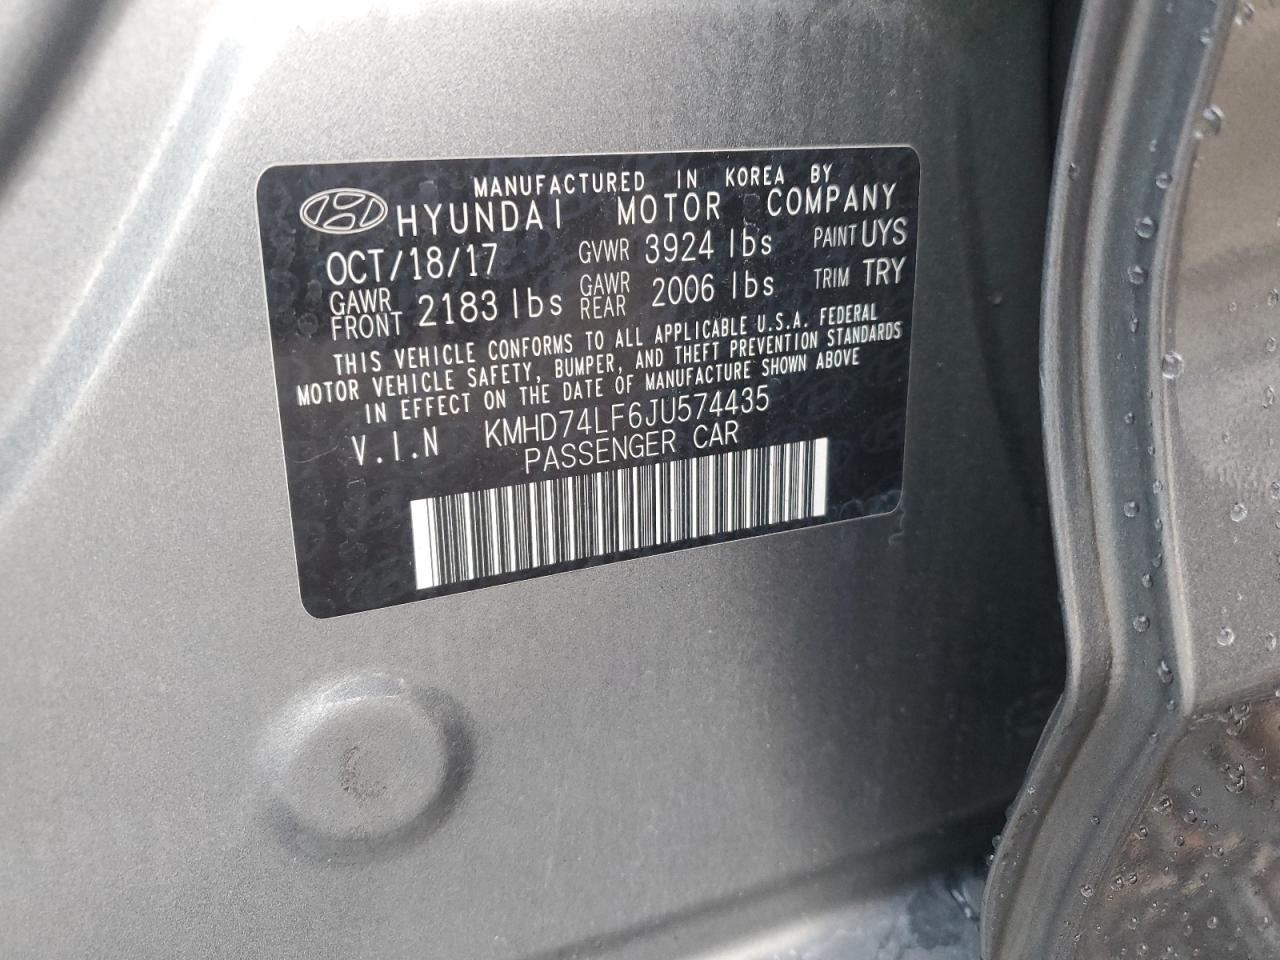 MANUFACTURED IN KOREA BY
HYUNDAI MOTOR COMPANY
OCT/18/17 GVWR 3924 lbs PAINT UYS
GAWR FRONT 2183 lbs GAWR REAR 2006 lbs TRIM TRY
THIS VEHICLE CONFORMS TO ALL APPLICABLE U.S.A. FEDERAL
MOTOR VEHICLE SAFETY, BUMPER, AND THEFT PREVENTION STANDARDS
IN EFFECT ON THE DATE OF MANUFACTURE SHOWN ABOVE
V.I.N KMHD74LF6JU574435
PASSENGER CAR